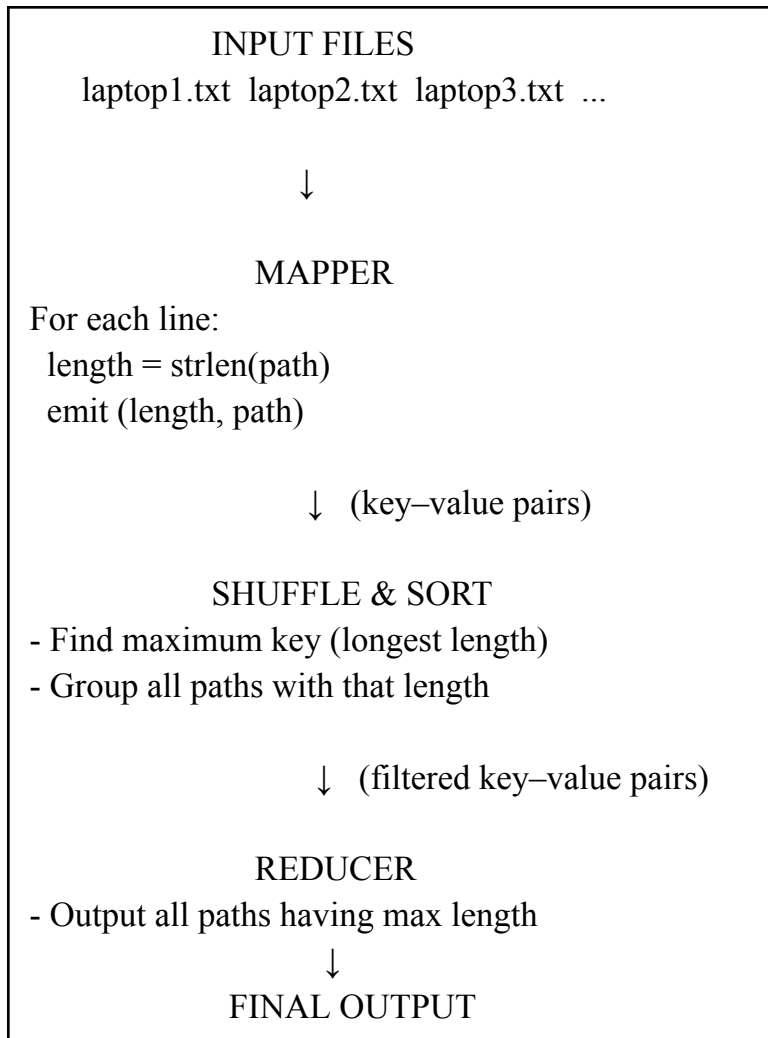 INPUT FILES
laptop1.txt laptop2.txt laptop3.txt ...
↓
MAPPER
For each line:
length = strlen(path)
emit (length, path)
↓ (key–value pairs)
SHUFFLE & SORT
- Find maximum key (longest length)
- Group all paths with that length
↓ (filtered key–value pairs)
REDUCER
- Output all paths having max length
↓
FINAL OUTPUT